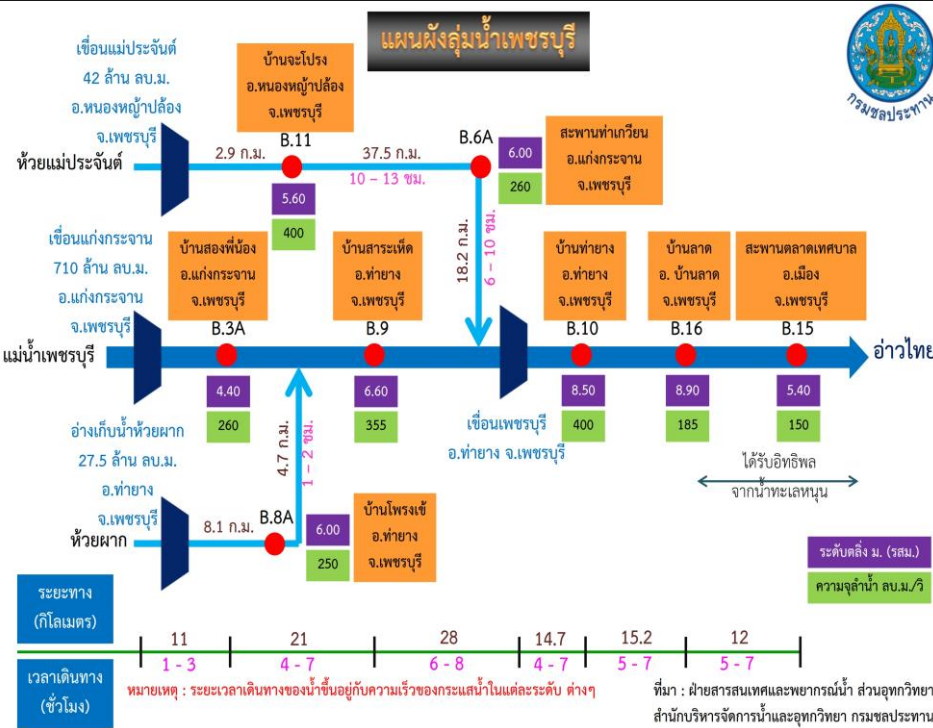 แผนผังลุ่มน้ำเพชรบุรี
กรมชลประทาน
เขื่อนแม่ประจันต์
42 ล้าน ลบ.ม.
อ.หนองหญ้าปล้อง
จ.เพชรบุรี
ห้วยแม่ประจันต์
2.9 ก.ม.
บ้านจะโปรง
อ.หนองหญ้าปล้อง
จ.เพชรบุรี
B.11
5.60
400
37.5 ก.ม.
10 – 13 ชม.
B.6A
6.00
260
สะพานท่าเกวียน
อ.แก่งกระจาน
จ.เพชรบุรี
18.2 ก.ม.
6 – 10 ชม.
เขื่อนแก่งกระจาน
710 ล้าน ลบ.ม.
อ.แก่งกระจาน
จ.เพชรบุรี
แม่น้ำเพชรบุรี
บ้านสองพี่น้อง
อ.แก่งกระจาน
จ.เพชรบุรี
B.3A
4.40
260
บ้านสาระเห็ด
อ.ท่ายาง
จ.เพชรบุรี
B.9
6.60
355
เขื่อนเพชรบุรี
อ.ท่ายาง จ.เพชรบุรี
บ้านท่ายาง
อ.ท่ายาง
จ.เพชรบุรี
B.10
8.50
400
บ้านลาด
อ. บ้านลาด
จ.เพชรบุรี
B.16
8.90
185
สะพานตลาดเทศบาล
อ.เมือง
จ.เพชรบุรี
B.15
5.40
150
อ่าวไทย
ได้รับอิทธิพล
จากน้ำทะเลหนุน
อ่างเก็บน้ำห้วยผาก
27.5 ล้าน ลบ.ม.
อ.ท่ายาง
จ.เพชรบุรี
ห้วยผาก
8.1 ก.ม.
B.8A
6.00
250
บ้านโพรงเข้
อ.ท่ายาง
จ.เพชรบุรี
4.7 ก.ม.
1 – 2 ชม.
ระดับตลิ่ง ม. (รสม.)
ความจุลำน้ำ ลบ.ม./วิ
ระยะทาง
(กิโลเมตร)
11 21 28 14.7 15.2 12
เวลาเดินทาง
(ชั่วโมง)
1 - 3 4 - 7 6 - 8 4 - 7 5 - 7 5 - 7
หมายเหตุ : ระยะเวลาเดินทางของน้ำขึ้นอยู่กับความเร็วของกระแสน้ำในแต่ละระดับ ต่างๆ
ที่มา : ฝ่ายสารสนเทศและพยากรณ์น้ำ ส่วนอุทกวิทยา
สำนักบริหารจัดการน้ำและอุทกวิทยา กรมชลประทาน